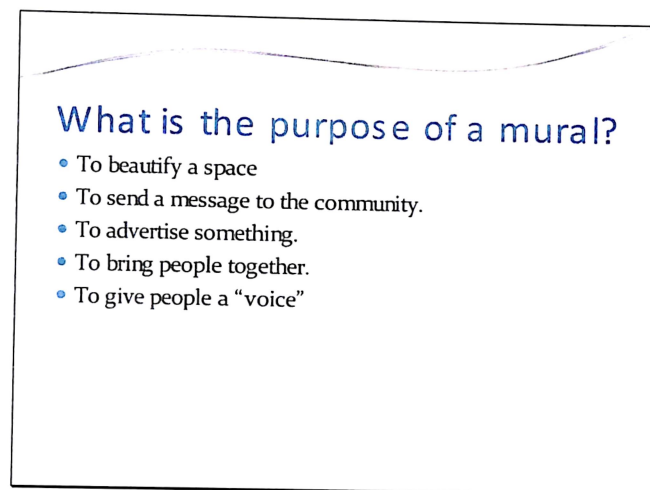 What is the purpose of a mural?
To beautify a space
To send a message to the community.
To advertise something.
To bring people together.
To give people a “voice”